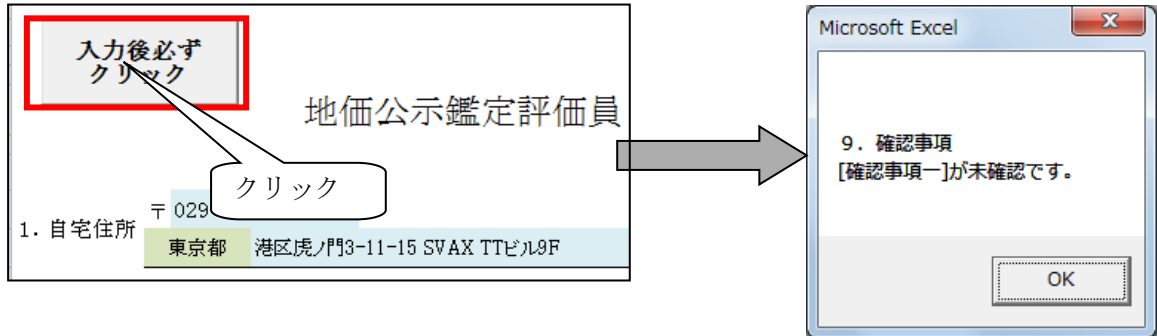 入力後必ず
クリック
地価公示鑑定評価員
クリック
1. 自宅住所
〒 029
東京都 港区虎ノ門3-11-15 SVAX TTビル9F
Microsoft Excel
9. 確認事項
[確認事項一]が未確認です。
OK